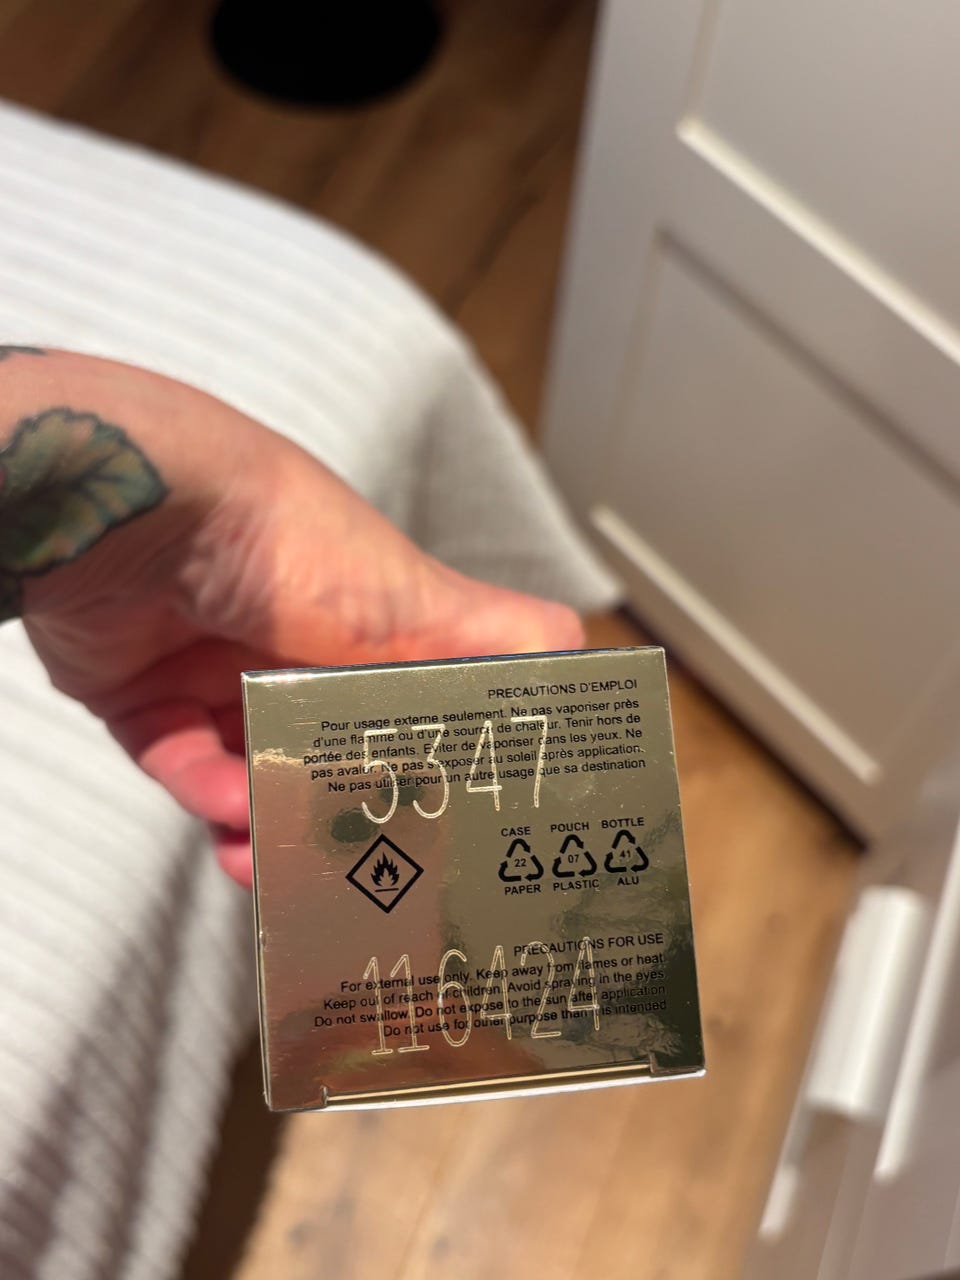 PRECAUTIONS D'EMPLOI
Pour usage externe seulement. Ne pas vaporiser près
d'une flamme ou d'une source de chaleur. Tenir hors de
portée des enfants. Eviter de vaporiser dans les yeux. Ne
pas avaler. Ne pas s'exposer au soleil après application.
Ne pas utiliser pour un autre usage que sa destination
5347
CASE POUCH BOTTLE
22 07 41
PAPER PLASTIC ALU
PRECAUTIONS FOR USE
For external use only. Keep away from flames or heat.
Keep out of reach of children. Avoid spraying in the eyes.
Do not swallow. Do not expose to the sun after application.
Do not use for other purpose than it is intended
116424